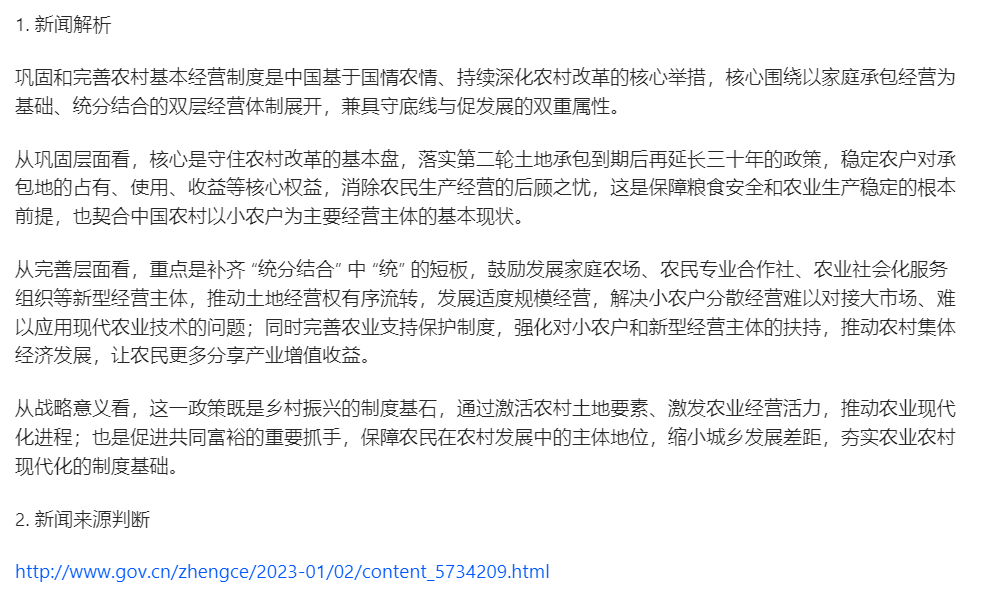 1. 新闻解析
巩固和完善农村基本经营制度是中国基于国情农情、持续深化农村改革的核心举措，核心围绕以家庭承包经营为
基础、统分结合的双层经营体制展开，兼具守底线与促发展的双重属性。
从巩固层面看，核心是守住农村改革的基本盘，落实第二轮土地承包到期后再延长三十年的政策，稳定农户对承
包地的占有、使用、收益等核心权益，消除农民生产经营的后顾之忧，这是保障粮食安全和农业生产稳定的根本
前提，也契合中国农村以小农户为主要经营主体的基本现状。
从完善层面看，重点是补齐 “统分结合” 中 “统” 的短板，鼓励发展家庭农场、农民专业合作社、农业社会化服务
组织等新型经营主体，推动土地经营权有序流转，发展适度规模经营，解决小农户分散经营难以对接大市场、难
以应用现代农业技术的问题；同时完善农业支持保护制度，强化对小农户和新型经营主体的扶持，推动农村集体
经济发展，让农民更多分享产业增值收益。
从战略意义看，这一政策既是乡村振兴的制度基石，通过激活农村土地要素、激发农业经营活力，推动农业现代
化进程；也是促进共同富裕的重要抓手，保障农民在农村发展中的主体地位，缩小城乡发展差距，夯实农业农村
现代化的制度基础。
2. 新闻来源判断
http://www.gov.cn/zhengce/2023-01/02/content_5734209.html